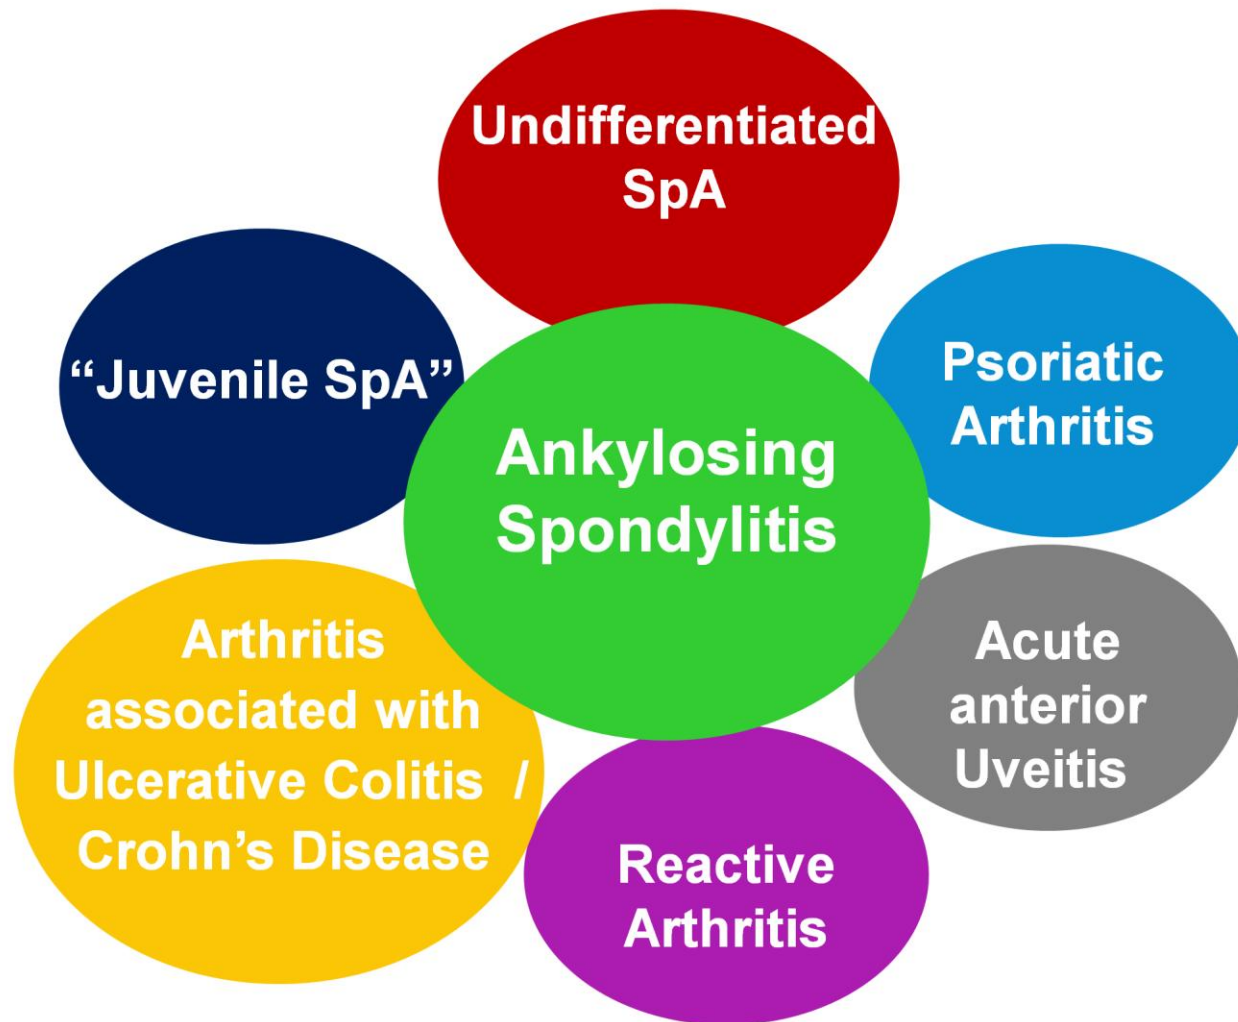 Undifferentiated
SpA
“Juvenile SpA”
Psoriatic
Arthritis
Ankylosing
Spondylitis
Arthritis
associated with
Ulcerative Colitis /
Crohn’s Disease
Acute
anterior
Uveitis
Reactive
Arthritis